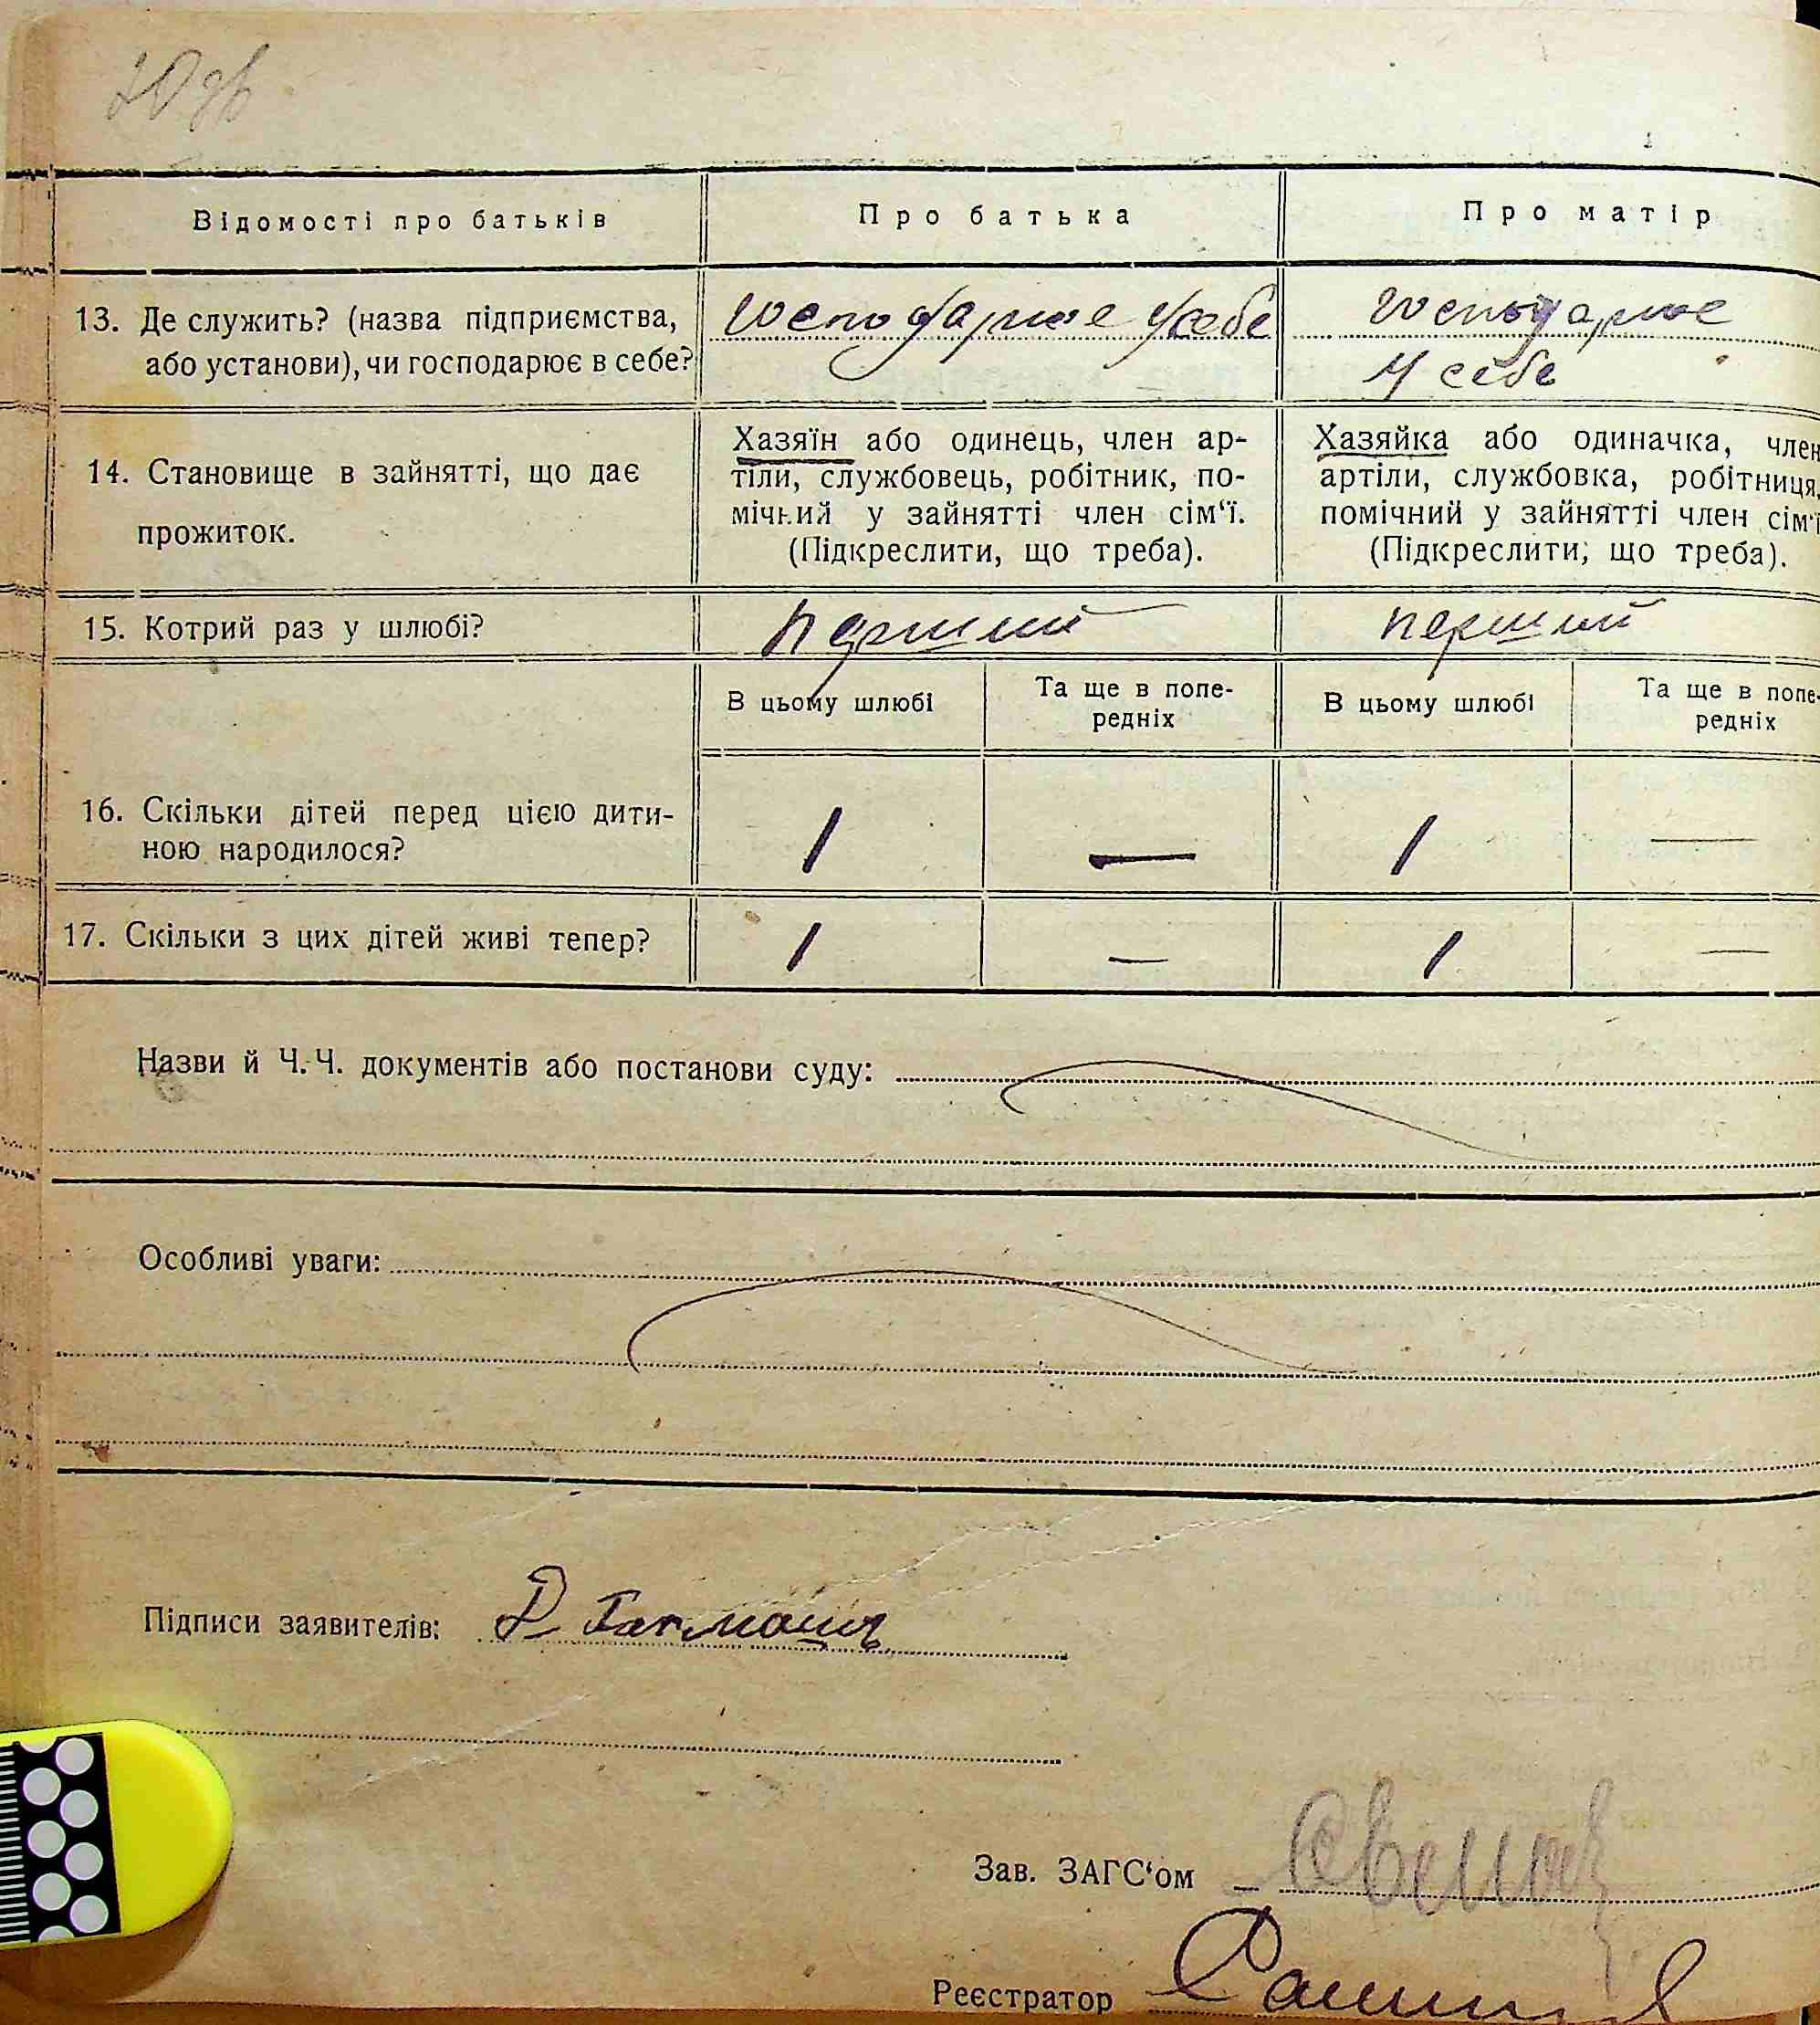 Відомості про батьків
Про батька
Про матір
13. Де служить? (назва підприємства,
або установи), чи господарює в себе?
господарює у себе
господарює
у себе
14. Становище в зайнятті, що дає
прожиток.
Хазяїн або одинець, член ар-
тіли, службовець, робітник, по-
мічний у зайнятті член сім‘ї.
(Підкреслити, що треба).
Хазяйка або одиначка, член
артіли, службовка, робітниця,
помічний у зайнятті член сім‘ї
(Підкреслити, що треба).
15. Котрий раз у шлюбі?
перший
перший
В цьому шлюбі
Та ще в попе-
редніх
В цьому шлюбі
Та ще в попе-
редніх
16. Скільки дітей перед цією дити-
ною народилося?
1
—
1
—
17. Скільки з цих дітей живі тепер?
1
—
1
—
Назви й Ч.Ч. документів або постанови суду:
Особливі уваги:
Підписи заявителів:
Зав. ЗАГС‘ом
Реєстратор